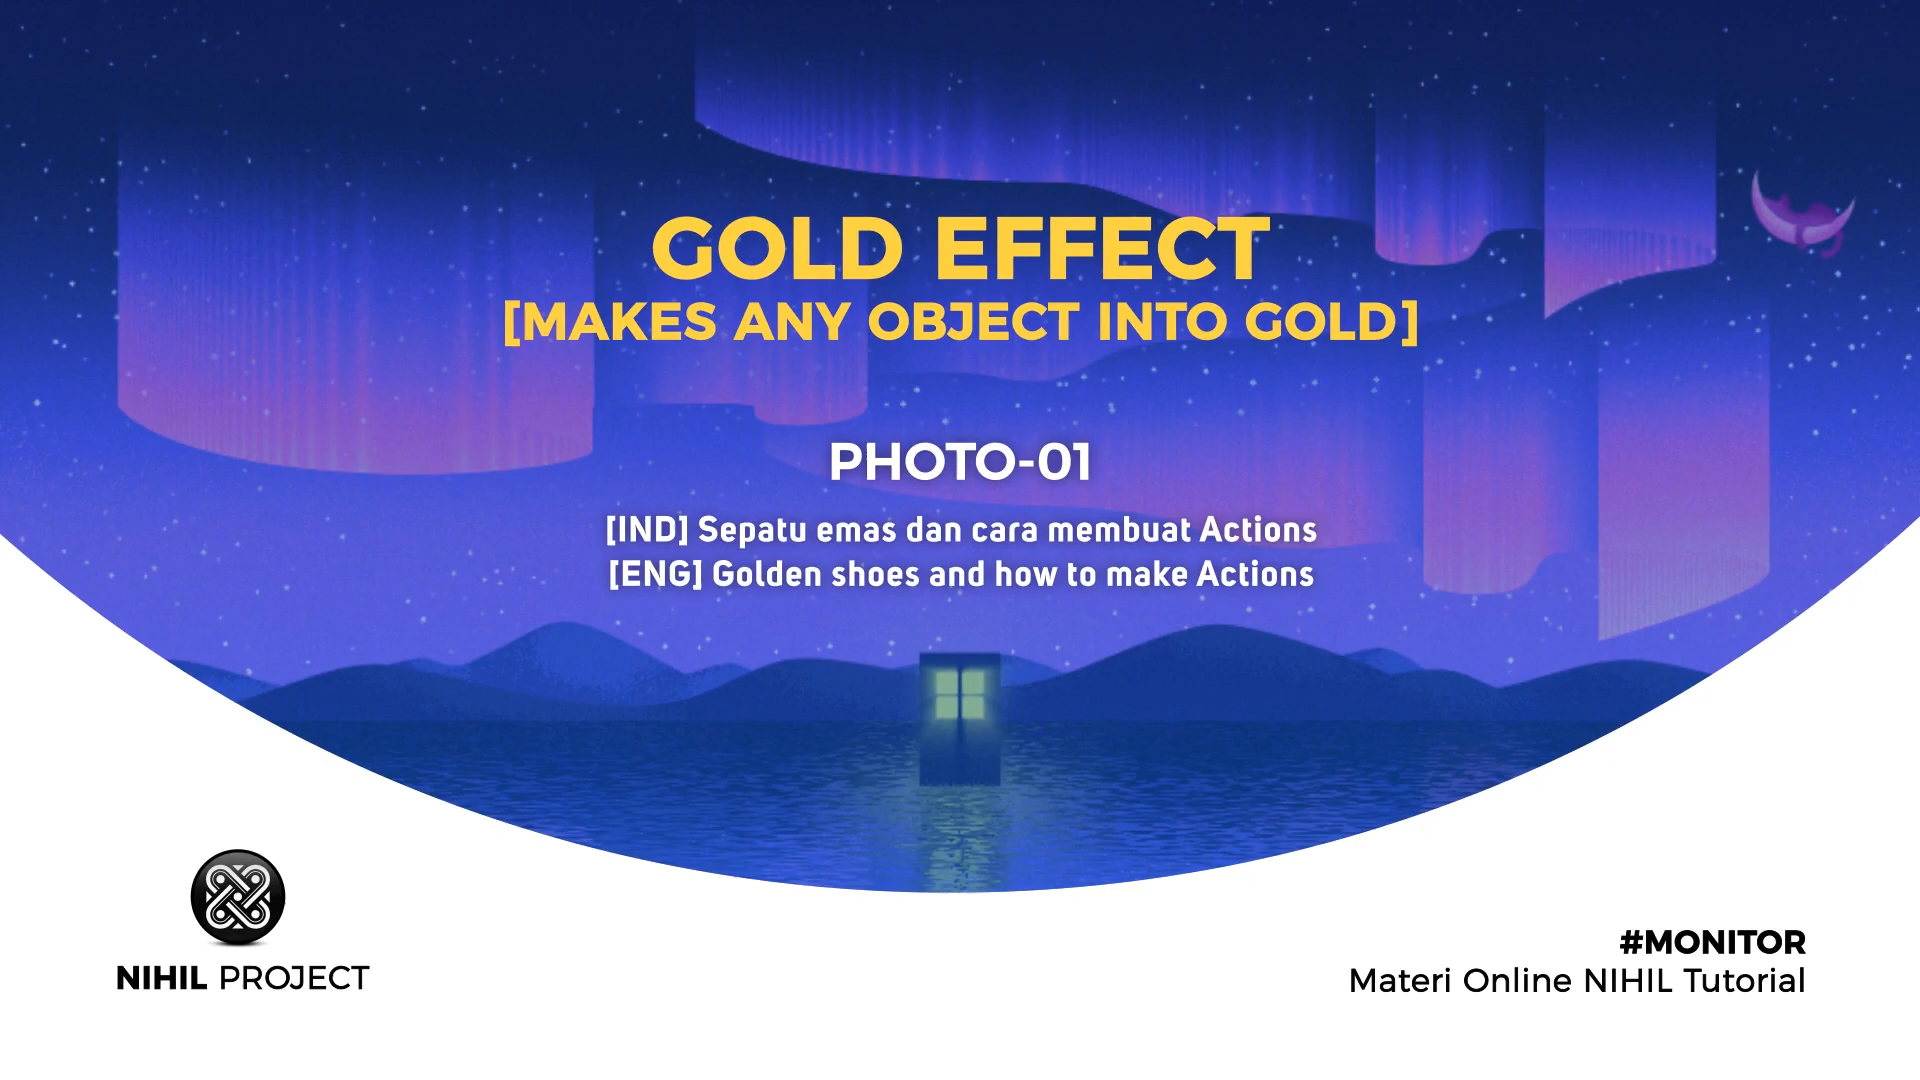 GOLD EFFECT
[MAKES ANY OBJECT INTO GOLD]
PHOTO-01
[IND] Sepatu emas dan cara membuat Actions
[ENG] Golden shoes and how to make Actions
NIHIL PROJECT
#MONITOR
Materi Online NIHIL Tutorial